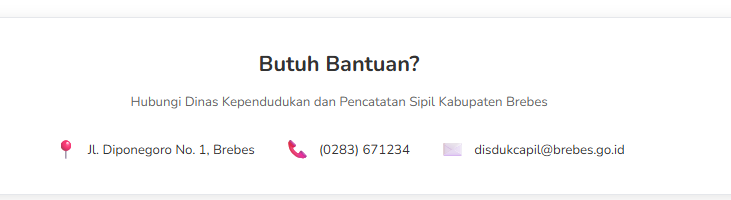 Butuh Bantuan?
Hubungi Dinas Kependudukan dan Pencatatan Sipil Kabupaten Brebes
Jl. Diponegoro No. 1, Brebes (0283) 671234 disdukcapil@brebes.go.id